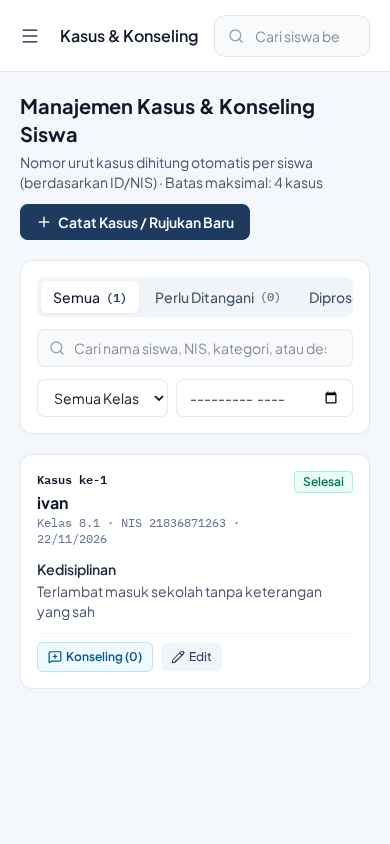 Kasus & Konseling
Cari siswa be
Manajemen Kasus & Konseling
Siswa
Nomor urut kasus dihitung otomatis per siswa
(berdasarkan ID/NIS) · Batas maksimal: 4 kasus
+ Catat Kasus / Rujukan Baru
Semua (1) Perlu Ditangani (0) Dipros
Cari nama siswa, NIS, kategori, atau des
Semua Kelas
--------- ----
Kasus ke-1
Selesai
ivan
Kelas 8.1 · NIS 21836871263 ·
22/11/2026
Kedisiplinan
Terlambat masuk sekolah tanpa keterangan
yang sah
Konseling (0) Edit